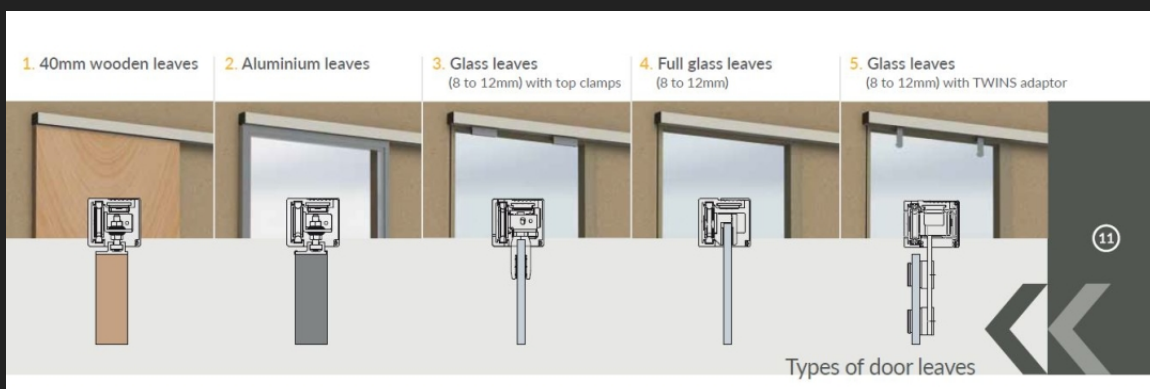 1. 40mm wooden leaves
2. Aluminium leaves
3. Glass leaves
(8 to 12mm) with top clamps
4. Full glass leaves
(8 to 12mm)
5. Glass leaves
(8 to 12mm) with TWINS adaptor
11
Types of door leaves